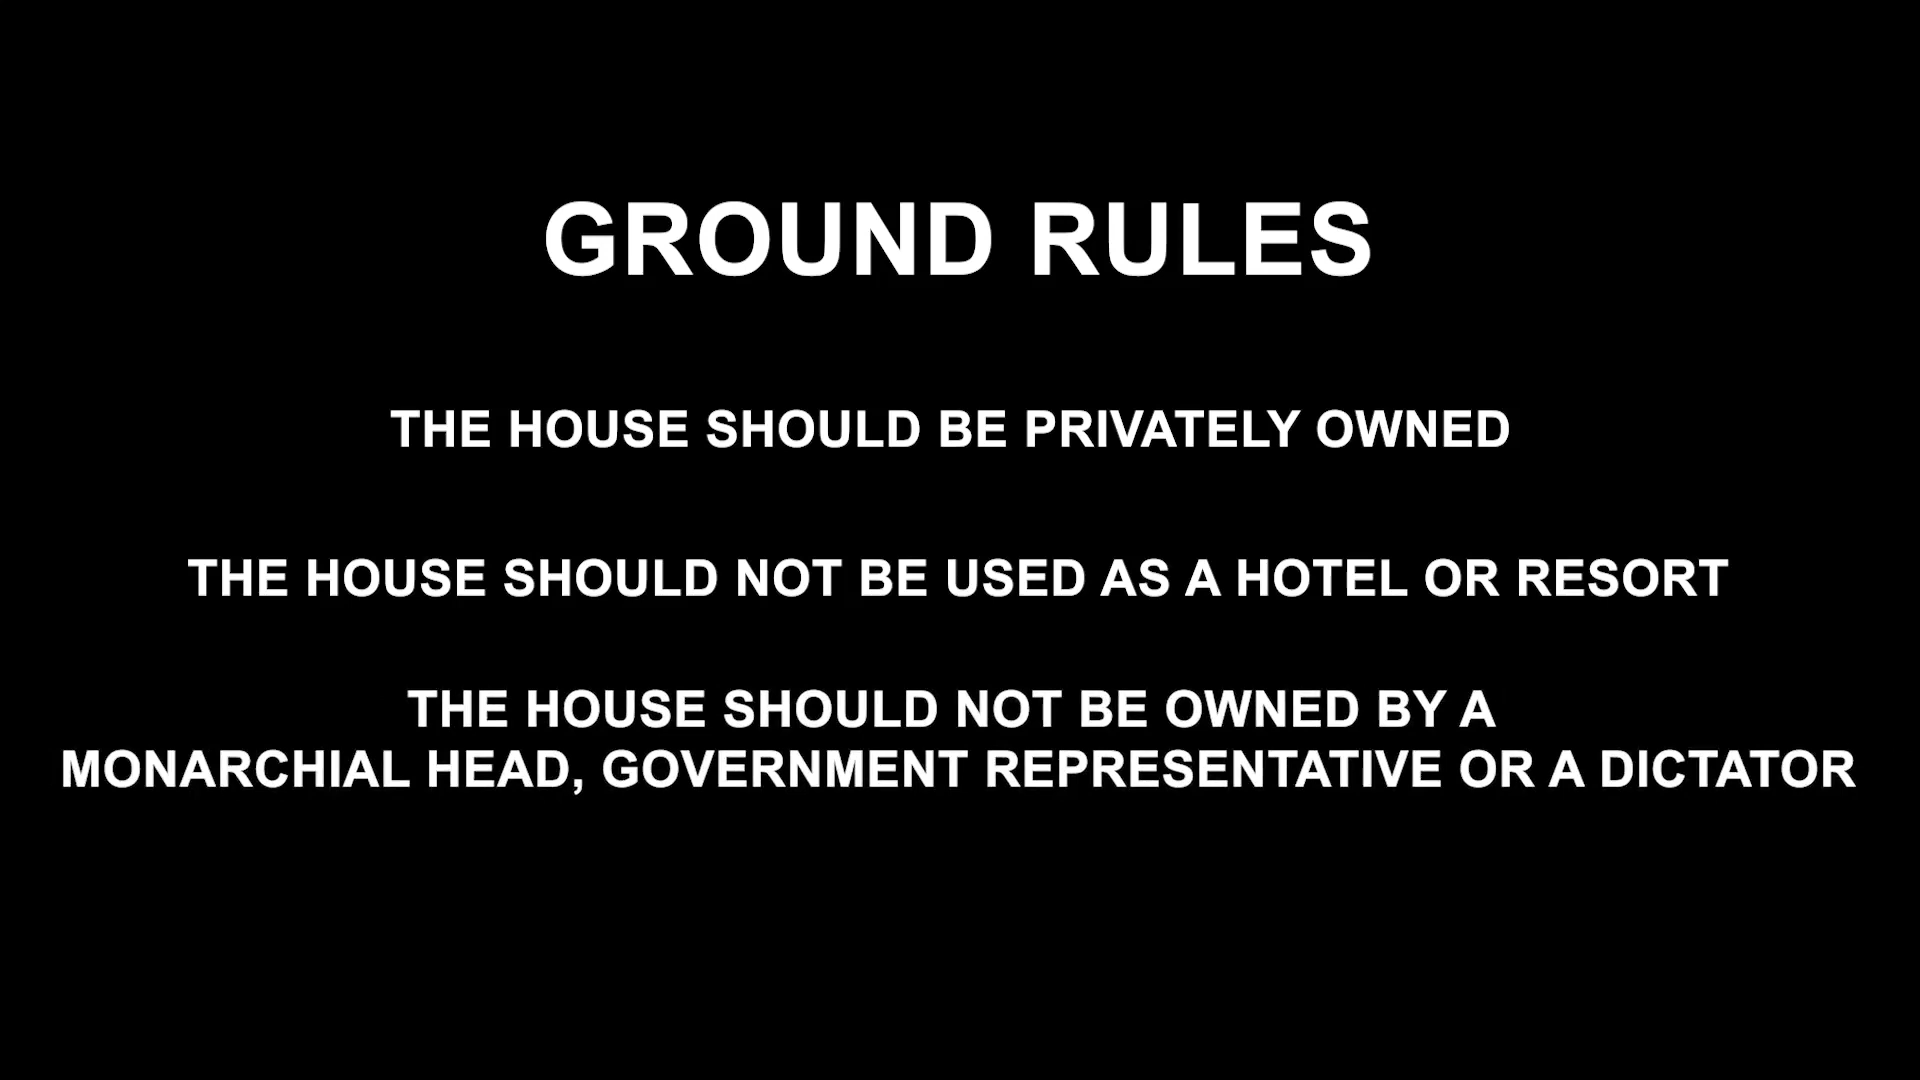 GROUND RULES
THE HOUSE SHOULD BE PRIVATELY OWNED
THE HOUSE SHOULD NOT BE USED AS A HOTEL OR RESORT
THE HOUSE SHOULD NOT BE OWNED BY A
MONARCHIAL HEAD, GOVERNMENT REPRESENTATIVE OR A DICTATOR